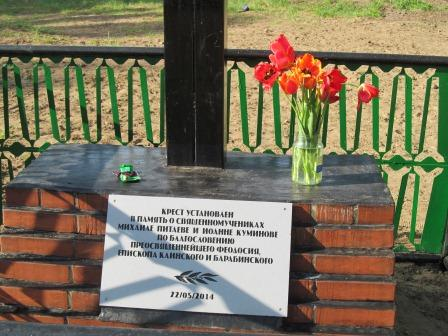 КРЕСТ УСТАНОВЛЕН
В ПАМЯТЬ О СВЯЩЕННОМУЧЕНИКАХ
МИХАИЛЕ ПИТАЕВЕ И ИОАННЕ КУМИНОВЕ
ПО БЛАГОСЛОВЕНИЮ
ПРЕОСВЯЩЕННЕЙШЕГО ФЕОДОСИЯ,
ЕПИСКОПА КАИНСКОГО И БАРАБИНСКОГО
22/05/2014